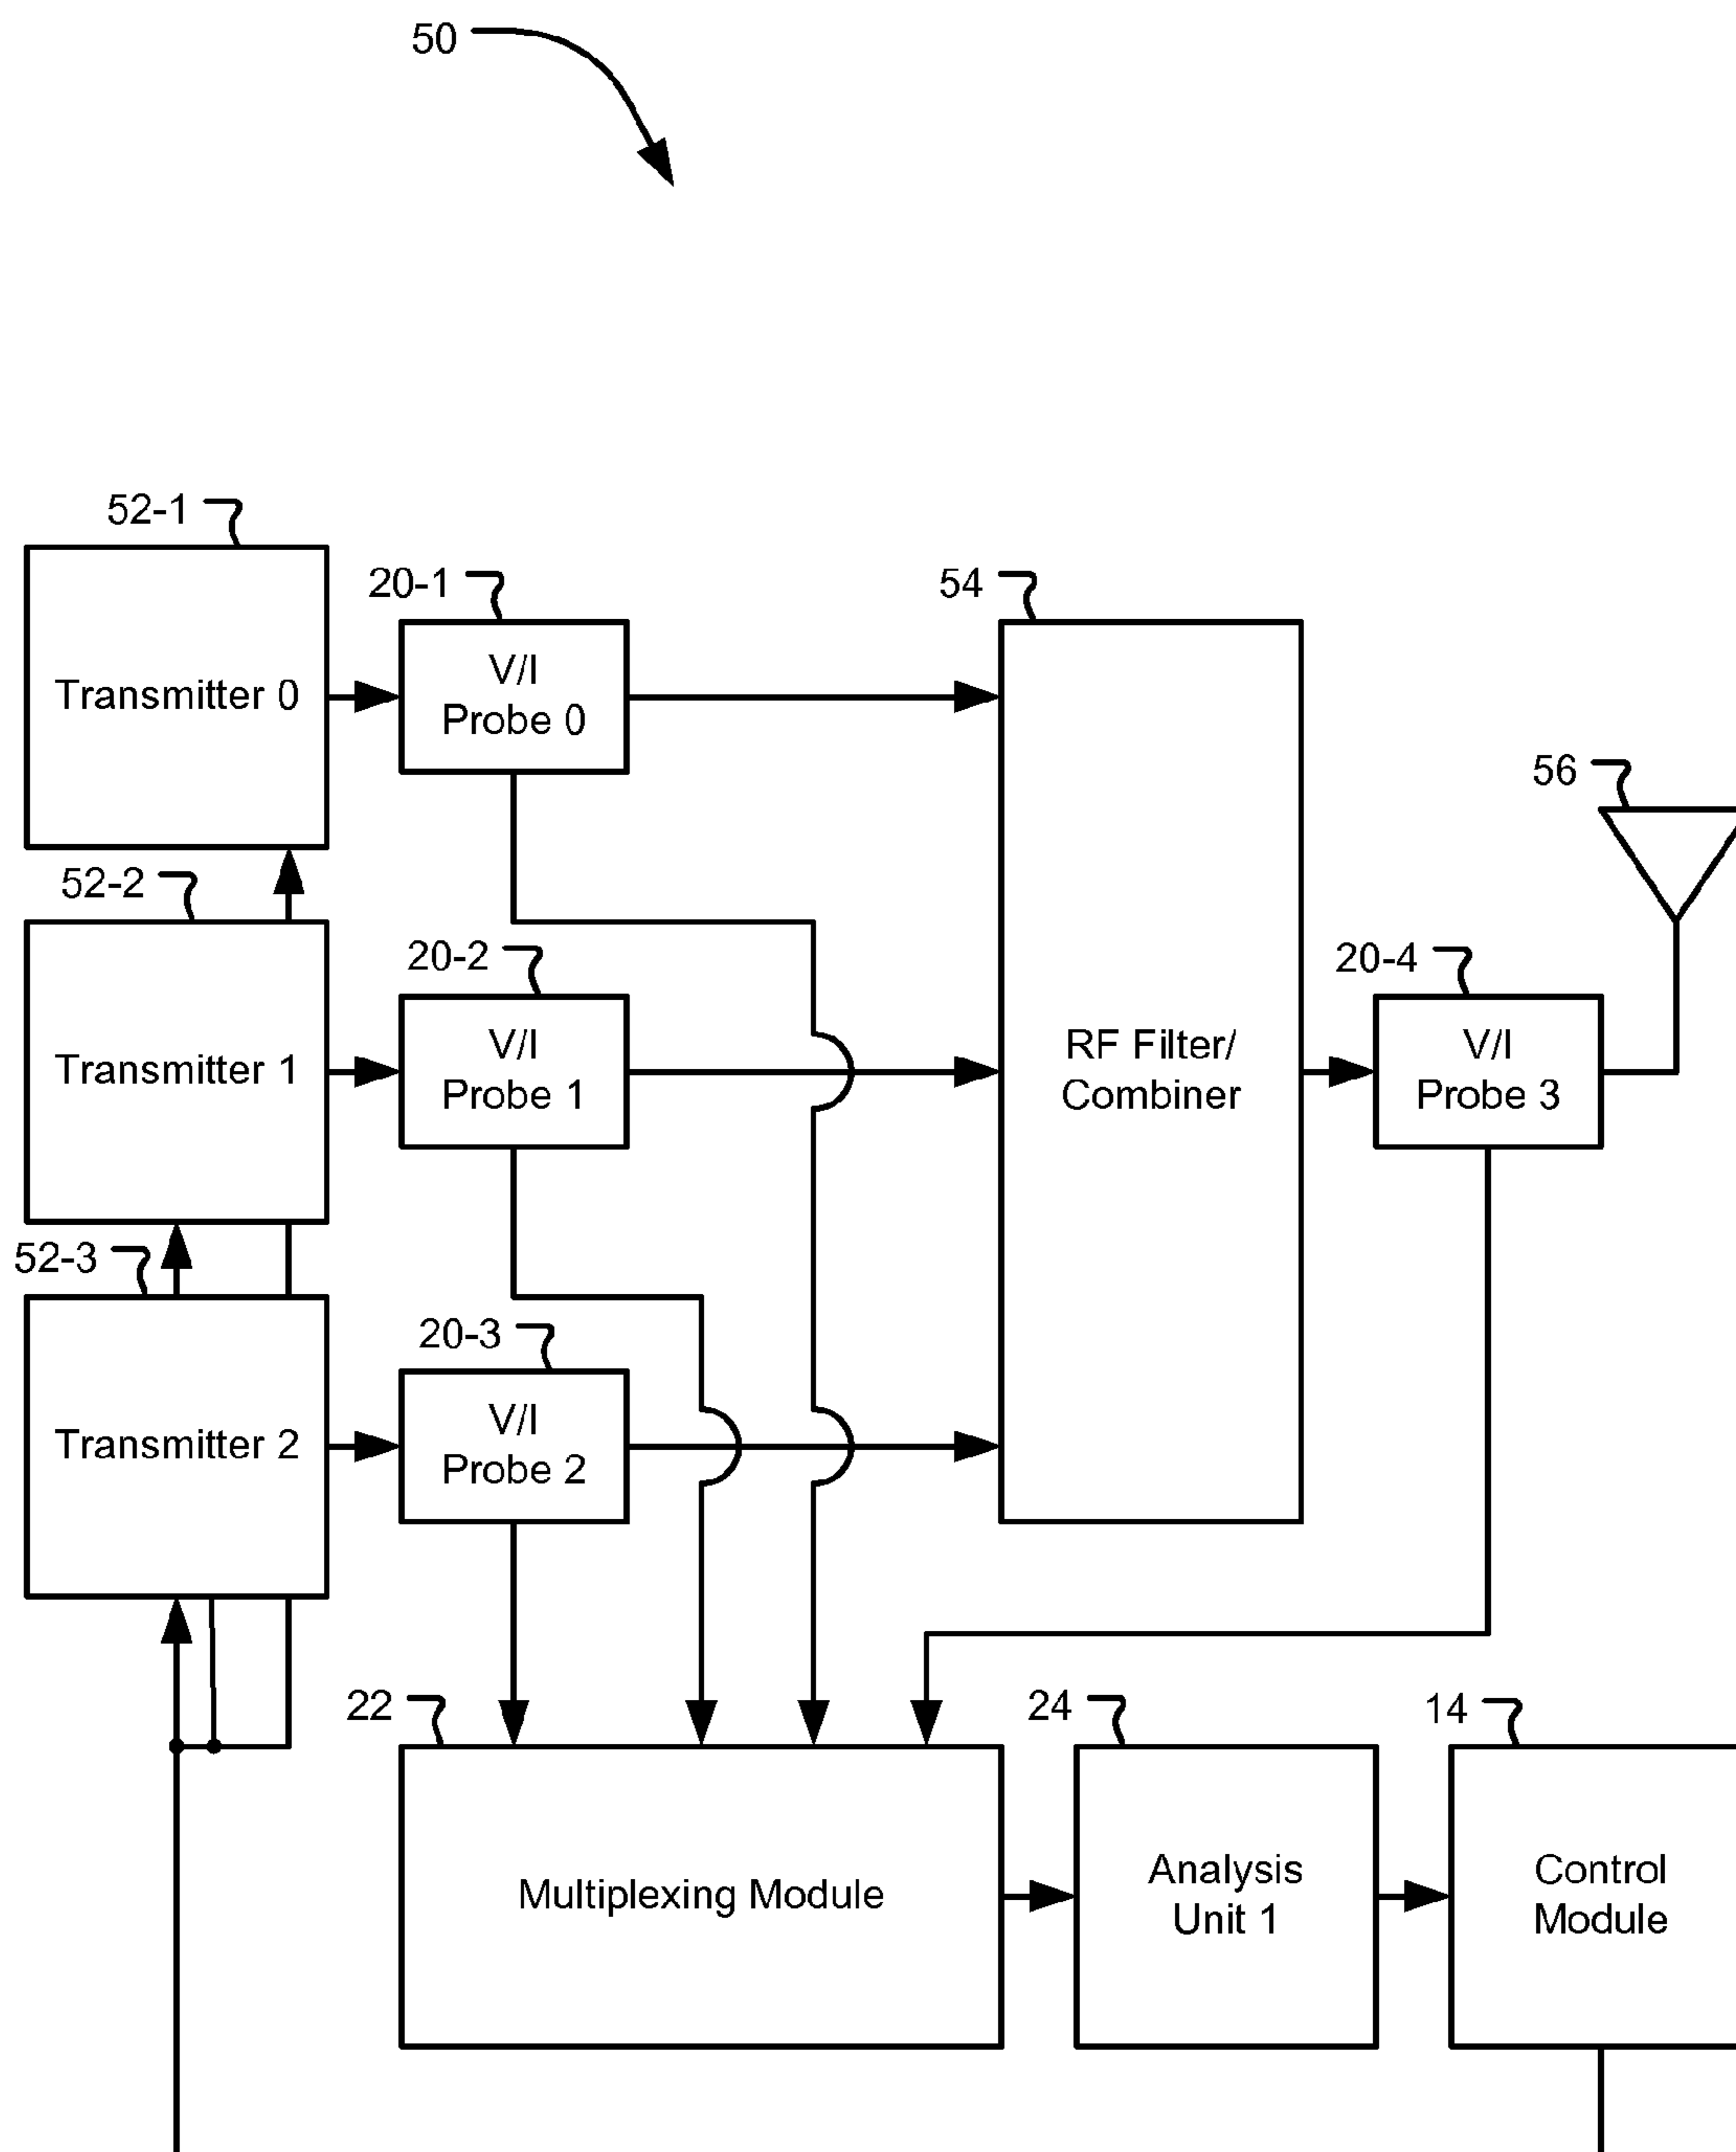 50
52-1
20-1
54
Transmitter 0
V/I
Probe 0
56
52-2
20-2
20-4
Transmitter 1
V/I
Probe 1
RF Filter/
Combiner
V/I
Probe 3
52-3
20-3
Transmitter 2
V/I
Probe 2
22
24
14
Multiplexing Module
Analysis
Unit 1
Control
Module